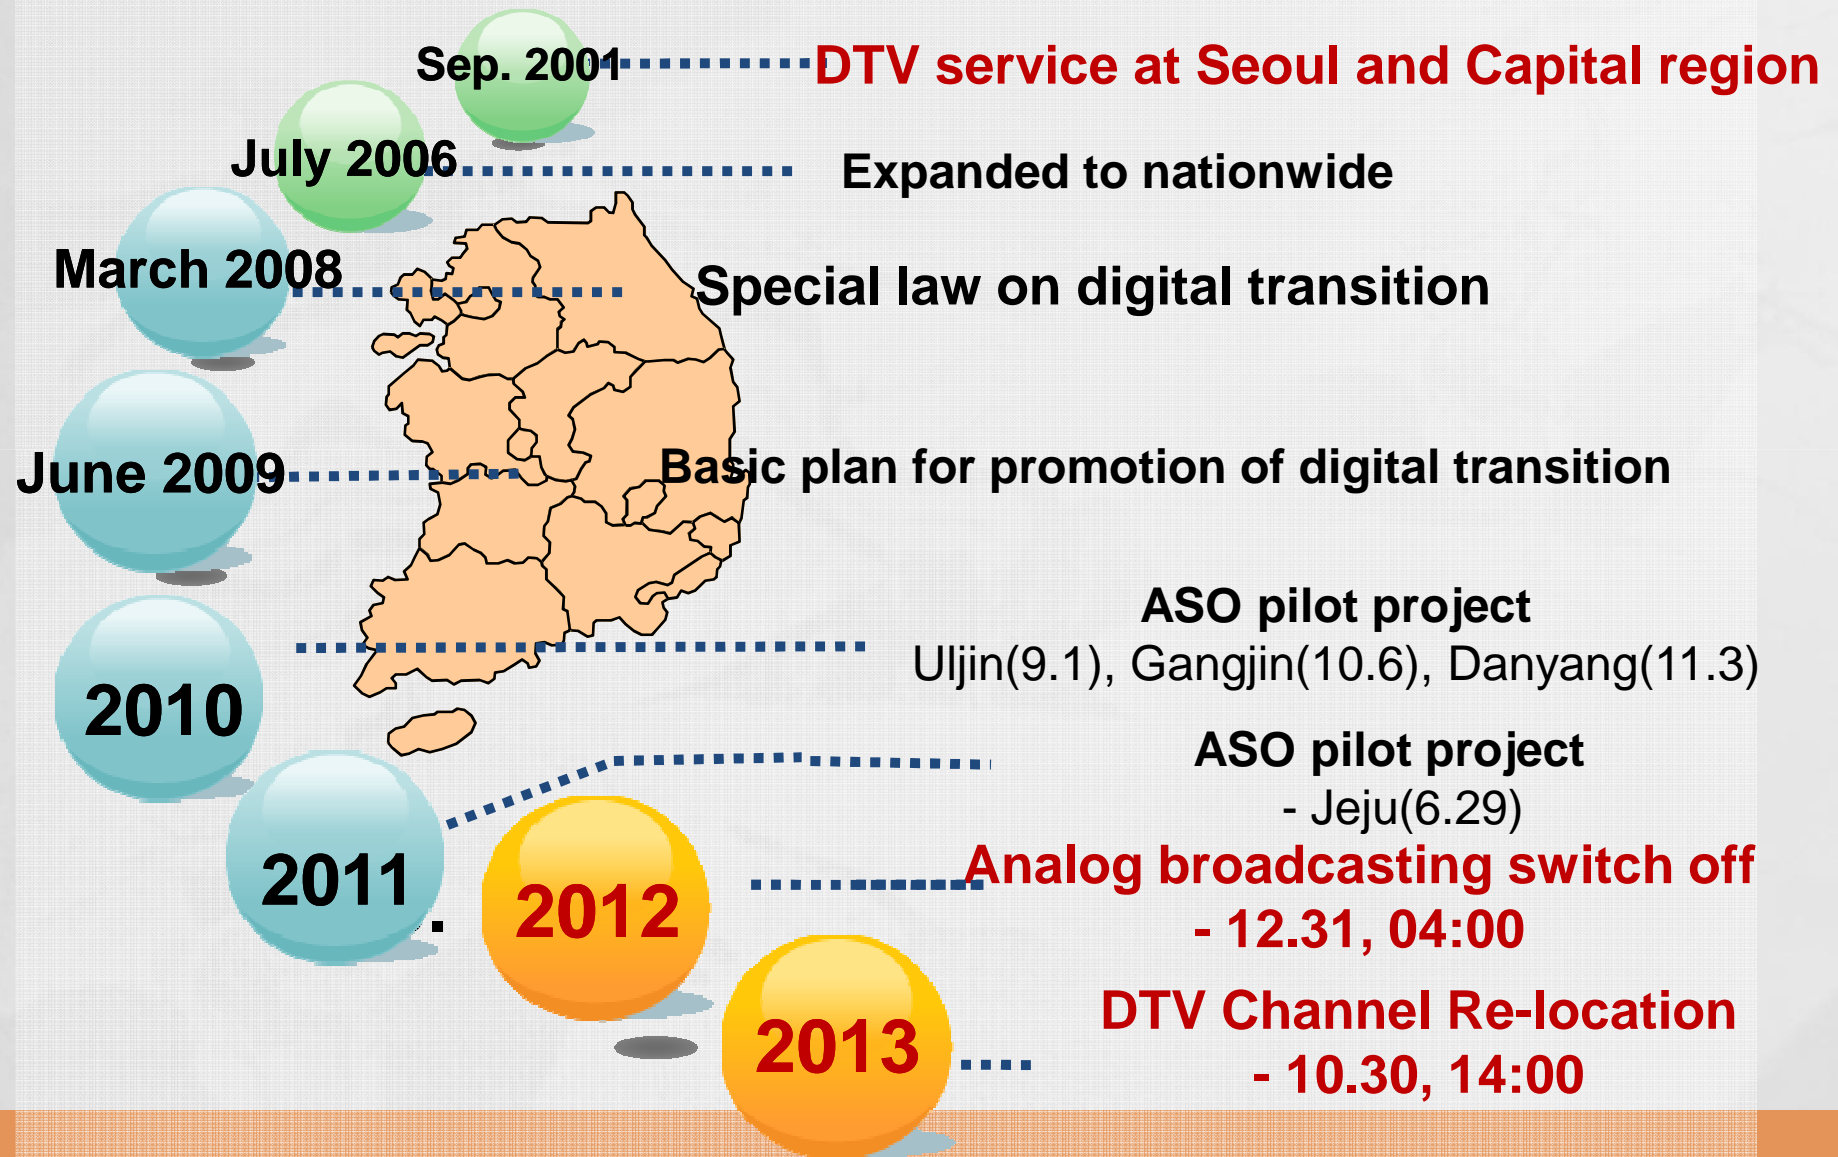 Sep. 2001 DTV service at Seoul and Capital region
July 2006 Expanded to nationwide
March 2008 Special law on digital transition
June 2009 Basic plan for promotion of digital transition
2010 ASO pilot project
Uljin(9.1), Gangjin(10.6), Danyang(11.3)
2011. ASO pilot project
- Jeju(6.29)
2012 Analog broadcasting switch off
- 12.31, 04:00
2013 DTV Channel Re-location
- 10.30, 14:00